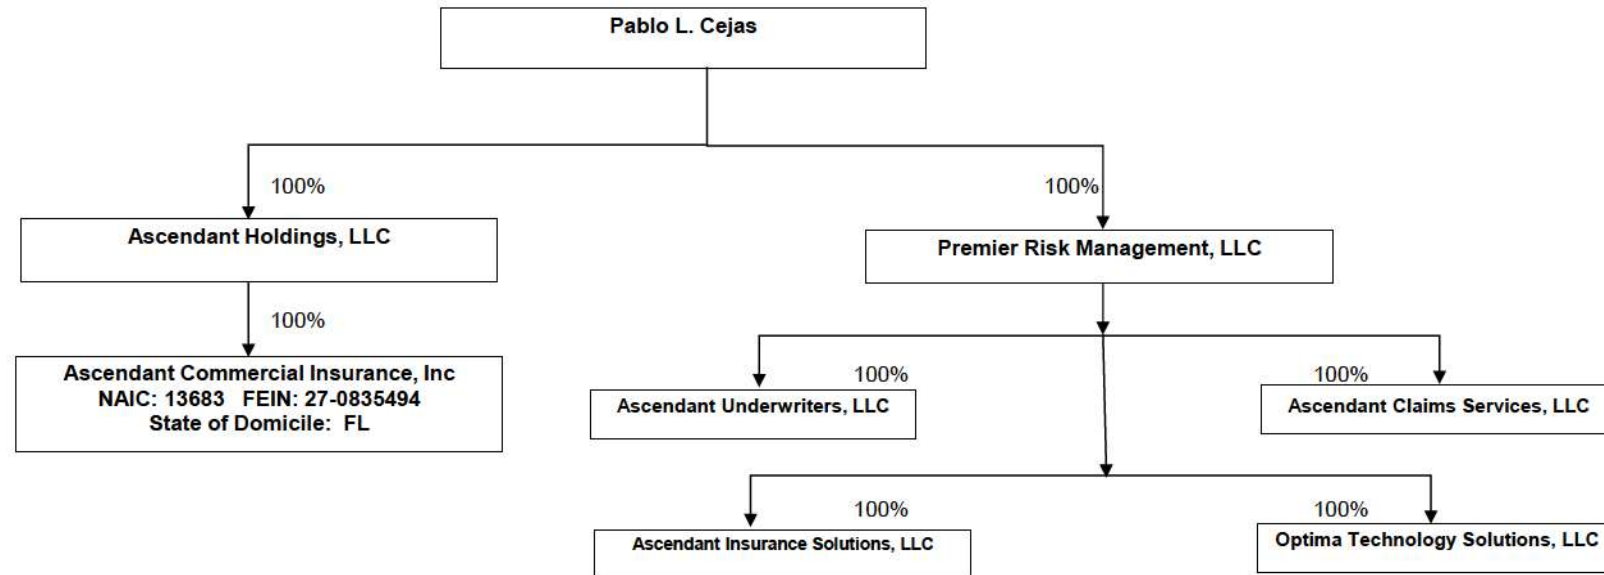 Pablo L. Cejas
100%
100%
Ascendant Holdings, LLC
Premier Risk Management, LLC
100%
Ascendant Commercial Insurance, Inc
NAIC: 13683 FEIN: 27-0835494
State of Domicile: FL
100%
100%
Ascendant Underwriters, LLC
Ascendant Claims Services, LLC
100%
100%
Ascendant Insurance Solutions, LLC
Optima Technology Solutions, LLC